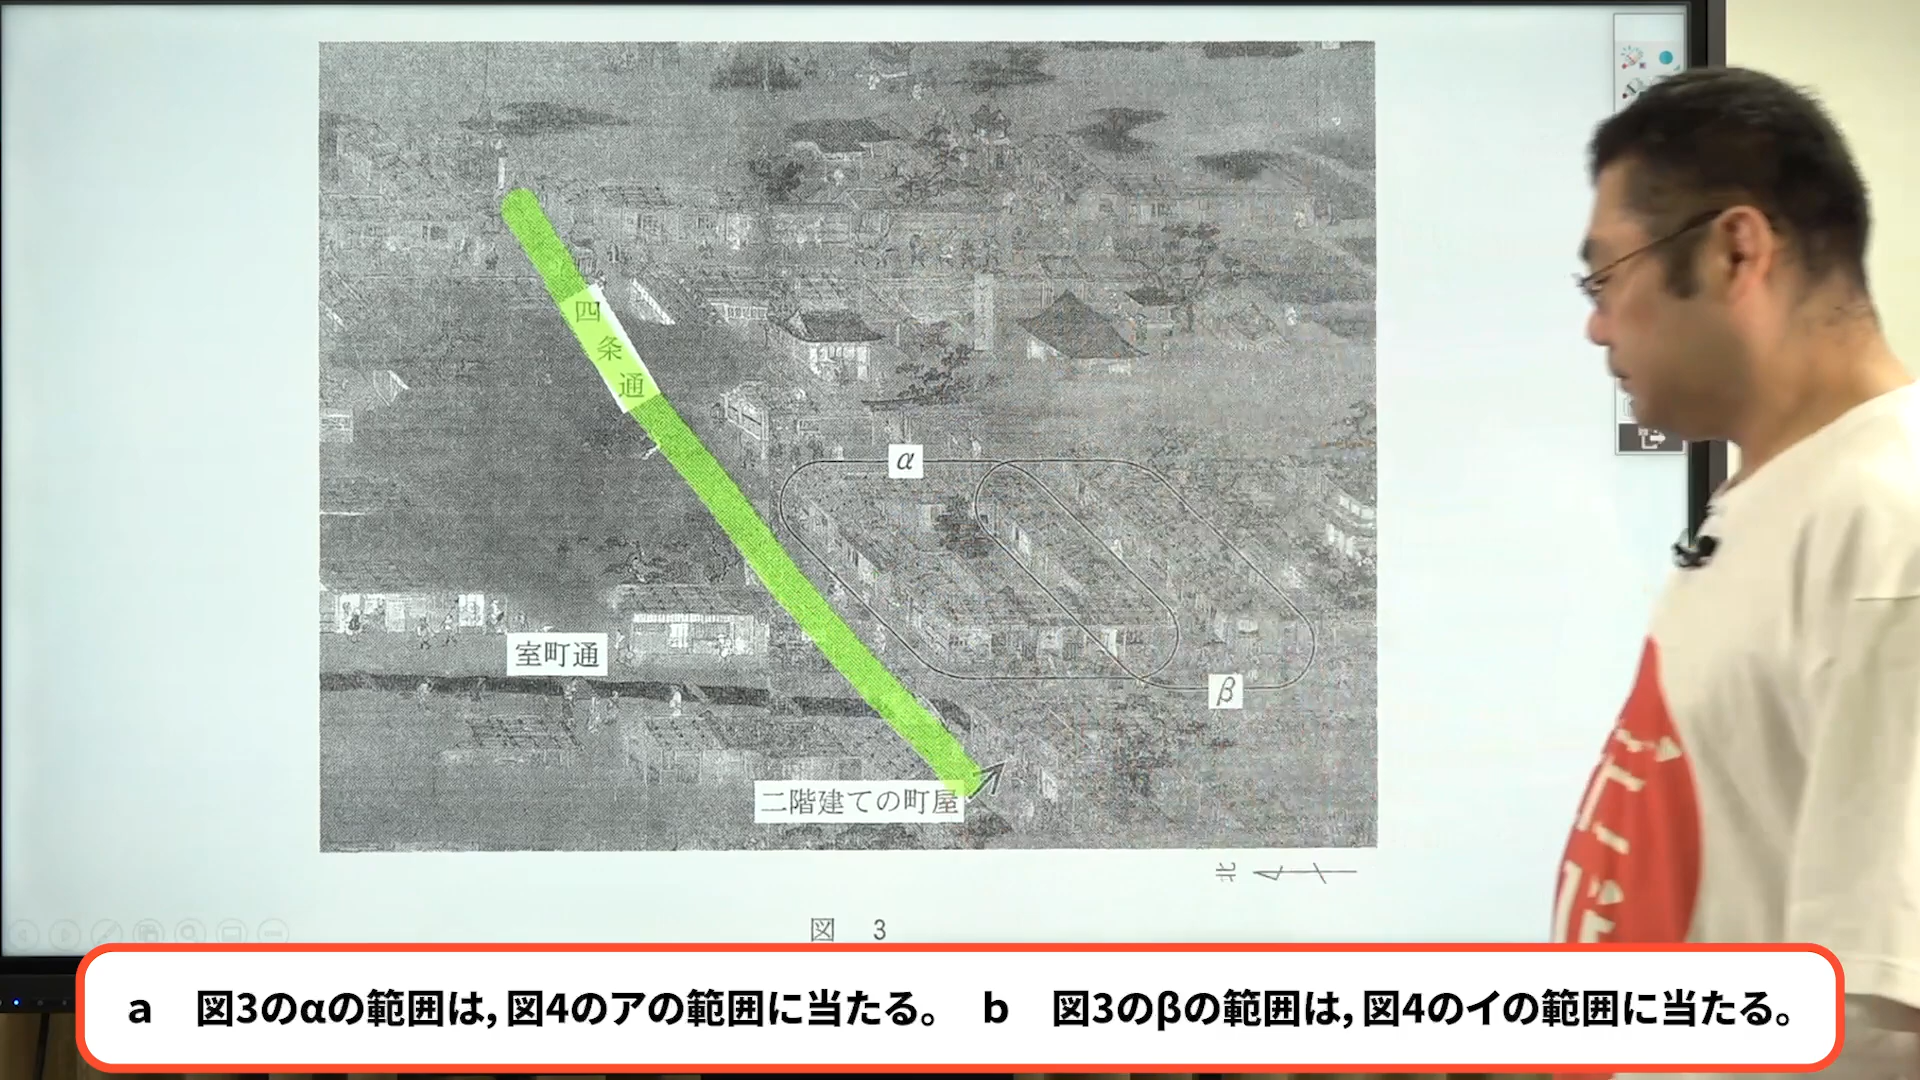 四条通
α
室町通
β
二階建ての町屋
北
図 3
a 図3のαの範囲は,図4のアの範囲に当たる。 b 図3のβの範囲は,図4のイの範囲に当たる。